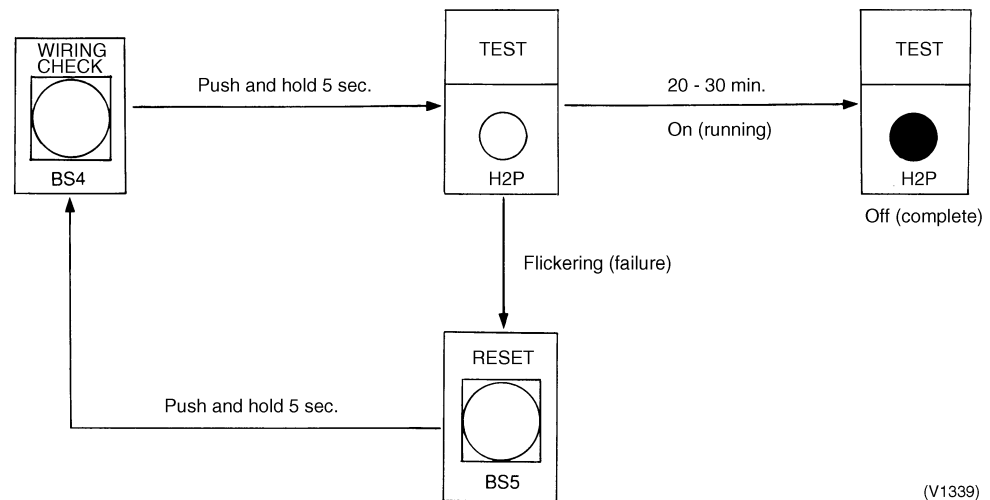 WIRING
CHECK
BS4
Push and hold 5 sec.
TEST
H2P
20 - 30 min.
On (running)
TEST
H2P
Off (complete)
Flickering (failure)
RESET
BS5
Push and hold 5 sec.
(V1339)